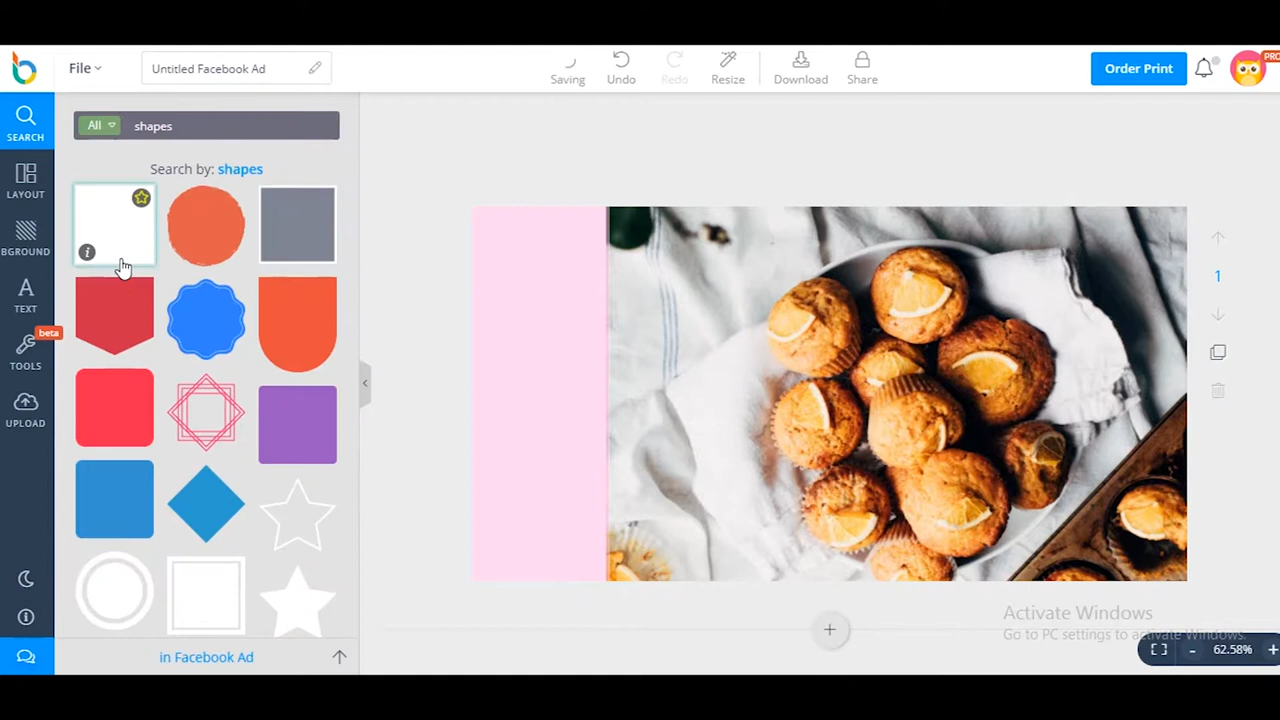 File
Untitled Facebook Ad
Saving
Undo
Redo
Resize
Download
Share
Order Print
PRO
SEARCH
LAYOUT
BGROUND
TEXT
beta
TOOLS
UPLOAD
All shapes
Search by: shapes
i
in Facebook Ad
1
Activate Windows
Go to PC settings to activate Windows.
62.58%